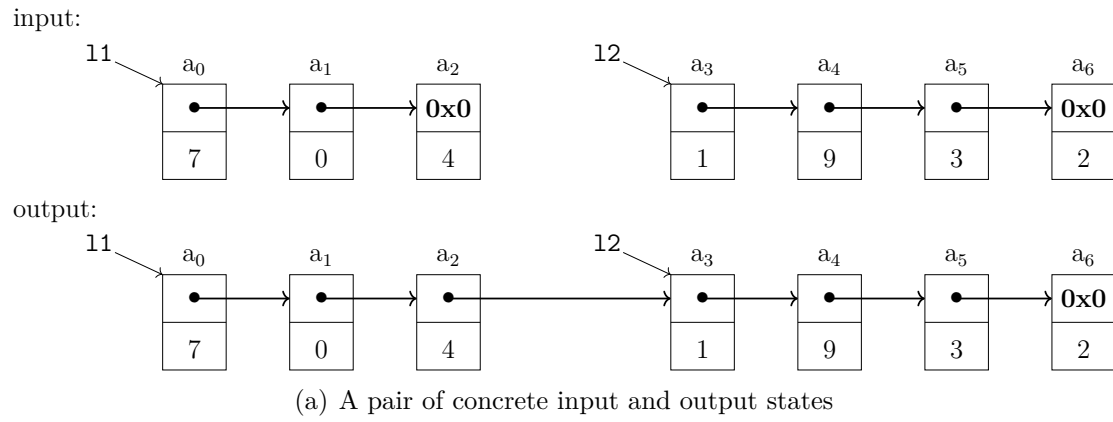 input:
l1 a₀ a₁ a₂ l2 a₃ a₄ a₅ a₆
0x0 0x0
7 0 4 1 9 3 2
output:
l1 a₀ a₁ a₂ l2 a₃ a₄ a₅ a₆
0x0
7 0 4 1 9 3 2
(a) A pair of concrete input and output states